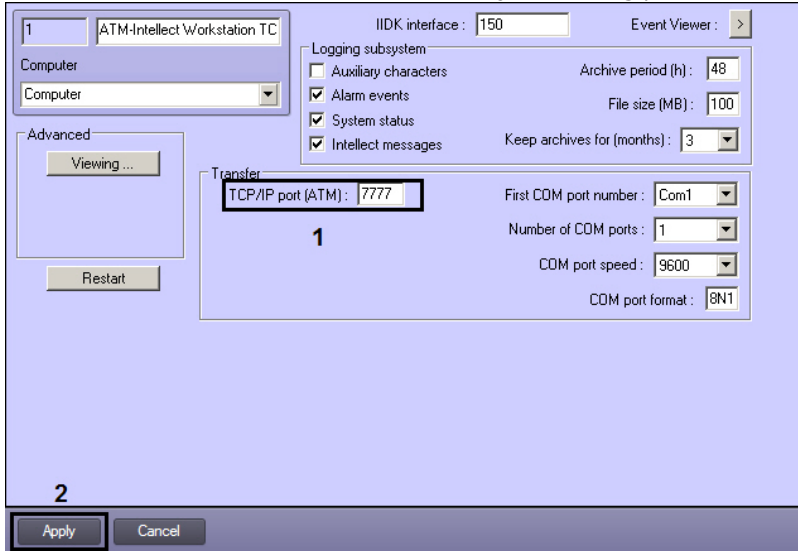 1 ATM-Intellect Workstation TC IIDK interface : 150 Event Viewer : >
Computer
Computer
Logging subsystem
Auxiliary characters Archive period (h) : 48
Alarm events File size (MB) : 100
System status
Intellect messages Keep archives for (months) : 3
Advanced
Viewing ...
Restart
Transfer
TCP/IP port (ATM) : 7777 First COM port number : Com1
1
Number of COM ports : 1
COM port speed : 9600
COM port format : 8N1
2
Apply Cancel